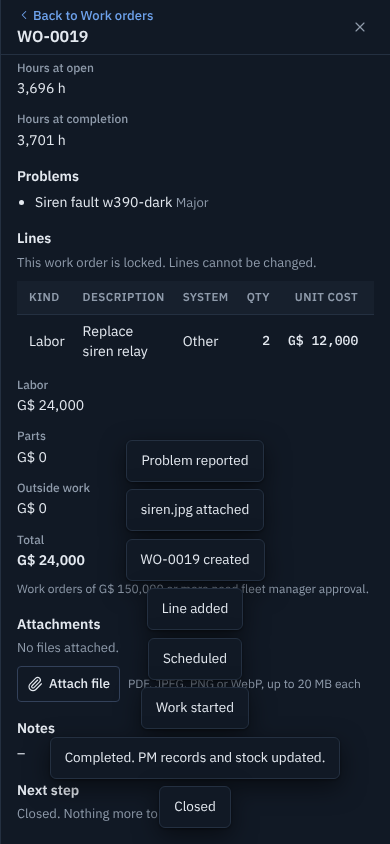 Back to Work orders
WO-0019
Hours at open
3,696 h
Hours at completion
3,701 h
Problems
Siren fault w390-dark Major
Lines
This work order is locked. Lines cannot be changed.
KIND DESCRIPTION SYSTEM QTY UNIT COST
Labor Replace siren relay Other 2 G$ 12,000
Labor
G$ 24,000
Parts
G$ 0
Outside work
G$ 0
Total
G$ 24,000
Work orders of G$ 150,000 or more need fleet manager approval.
Attachments
No files attached.
Attach file PDF, JPEG, PNG or WebP, up to 20 MB each
Notes
–
Next step
Closed. Nothing more to
Problem reported
siren.jpg attached
WO-0019 created
Line added
Scheduled
Work started
Completed. PM records and stock updated.
Closed